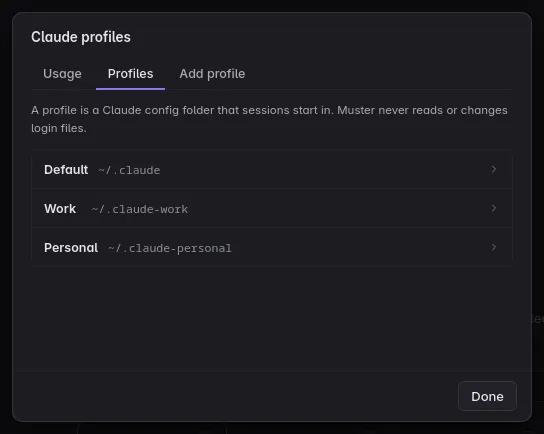 Claude profiles
Usage Profiles Add profile
A profile is a Claude config folder that sessions start in. Muster never reads or changes
login files.
Default ~/.claude
Work ~/.claude-work
Personal ~/.claude-personal
Done